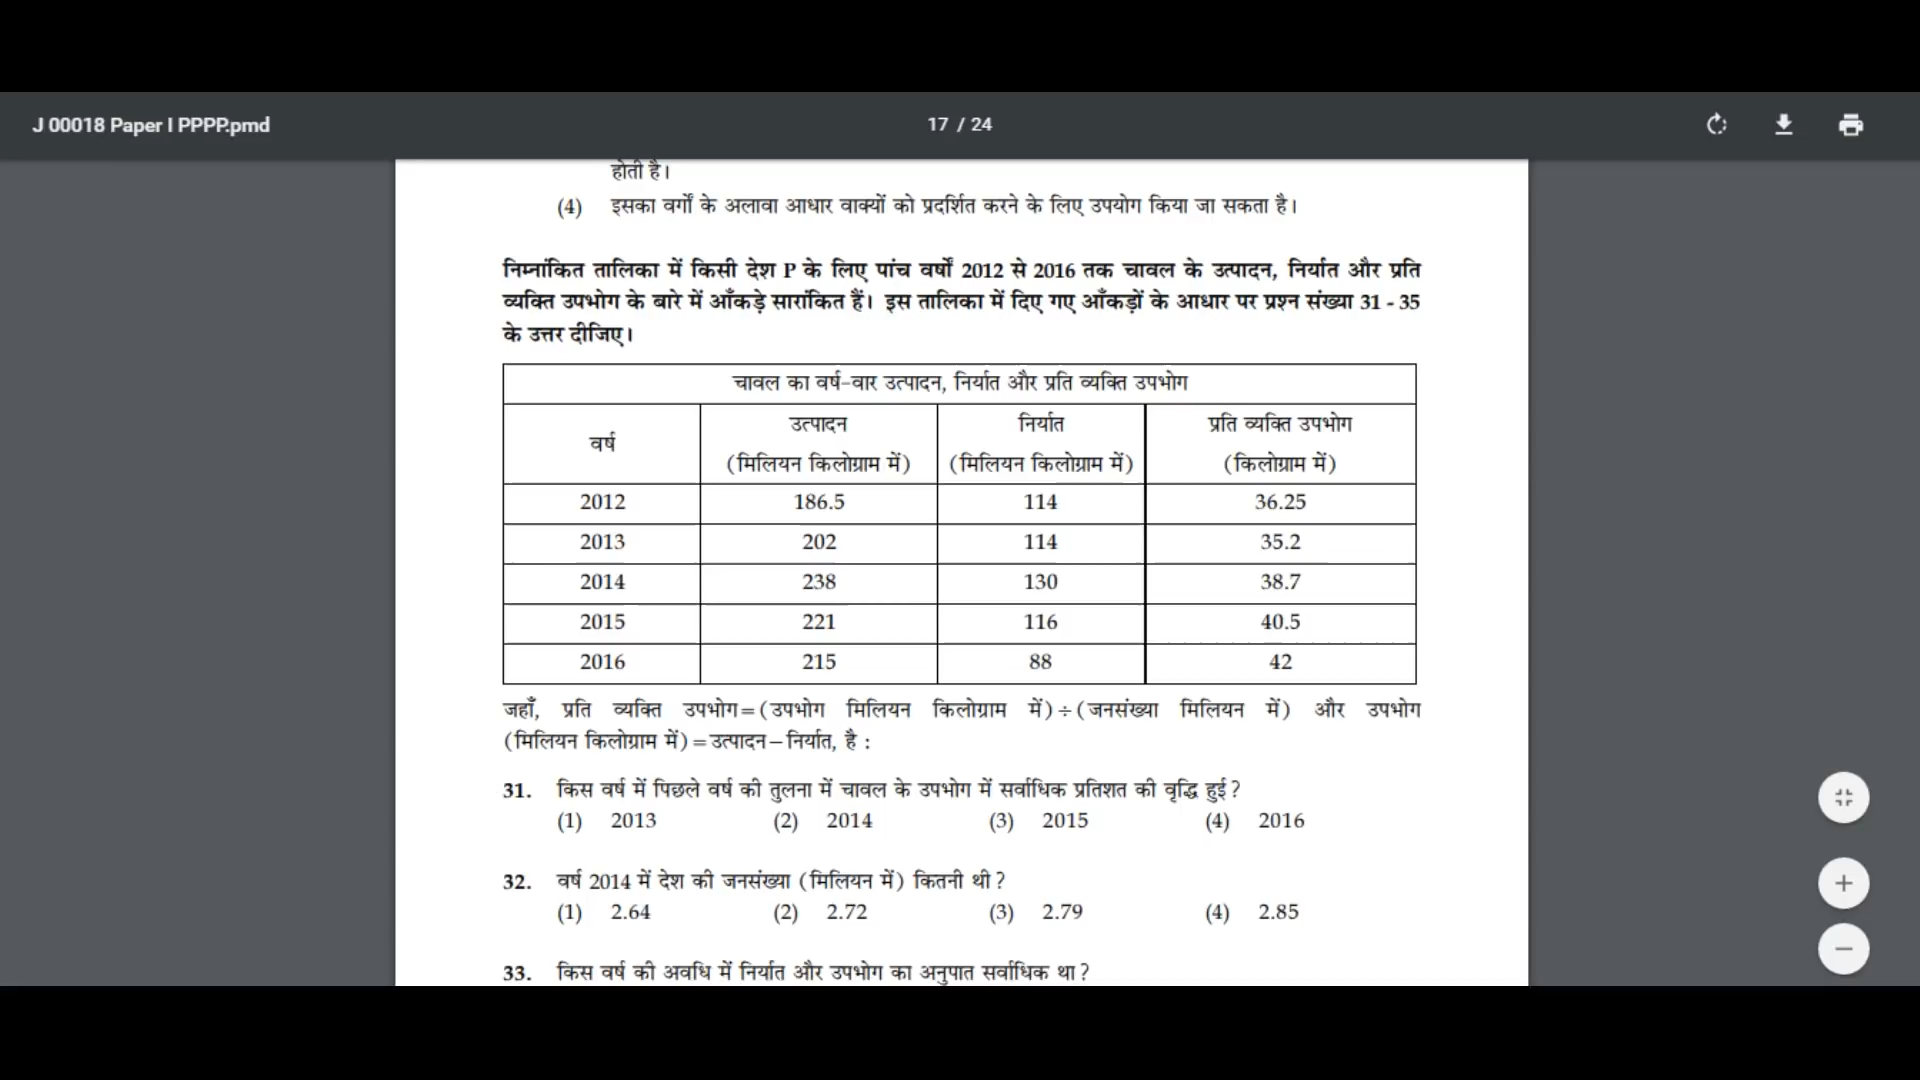 J 00018 Paper I PPPP.pmd
17 / 24
होती है।
(4) इसका वर्गों के अलावा आधार वाक्यों को प्रदर्शित करने के लिए उपयोग किया जा सकता है।
निम्नांकित तालिका में किसी देश P के लिए पांच वर्षों 2012 से 2016 तक चावल के उत्पादन, निर्यात और प्रति
व्यक्ति उपभोग के बारे में आँकड़े सारांकित हैं। इस तालिका में दिए गए आँकड़ों के आधार पर प्रश्न संख्या 31 - 35
के उत्तर दीजिए।
चावल का वर्ष-वार उत्पादन, निर्यात और प्रति व्यक्ति उपभोग
वर्ष उत्पादन निर्यात प्रति व्यक्ति उपभोग
(मिलियन किलोग्राम में) (मिलियन किलोग्राम में) (किलोग्राम में)
2012 186.5 114 36.25
2013 202 114 35.2
2014 238 130 38.7
2015 221 116 40.5
2016 215 88 42
जहाँ, प्रति व्यक्ति उपभोग=(उपभोग मिलियन किलोग्राम में)÷(जनसंख्या मिलियन में) और उपभोग
(मिलियन किलोग्राम में)=उत्पादन−निर्यात, है :
31. किस वर्ष में पिछले वर्ष की तुलना में चावल के उपभोग में सर्वाधिक प्रतिशत की वृद्धि हुई?
(1) 2013 (2) 2014 (3) 2015 (4) 2016
32. वर्ष 2014 में देश की जनसंख्या (मिलियन में) कितनी थी?
(1) 2.64 (2) 2.72 (3) 2.79 (4) 2.85
33. किस वर्ष की अवधि में निर्यात और उपभोग का अनुपात सर्वाधिक था?